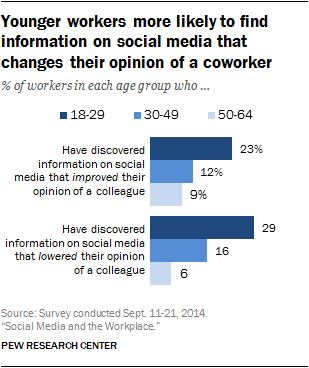 Younger workers more likely to find
information on social media that
changes their opinion of a coworker
% of workers in each age group who ...
18-29 30-49 50-64
Have discovered
information on social
media that improved their
opinion of a colleague
23%
12%
9%
Have discovered
information on social media
that lowered their opinion
of a colleague
29
16
6
Source: Survey conducted Sept. 11-21, 2014.
“Social Media and the Workplace.”
PEW RESEARCH CENTER